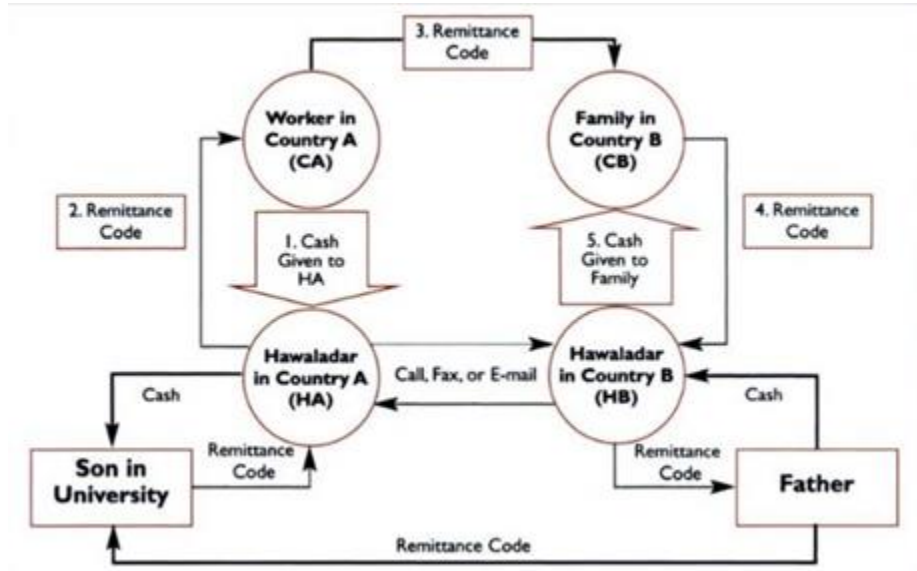 3. Remittance
Code
Worker in
Country A
(CA)
Family in
Country B
(CB)
2. Remittance
Code
1. Cash
Given to
HA
5. Cash
Given to
Family
4. Remittance
Code
Hawaladar
in Country A
(HA)
Call, Fax, or E-mail
Hawaladar
in Country B
(HB)
Cash
Cash
Remittance
Code
Remittance
Code
Son in
University
Father
Remittance Code